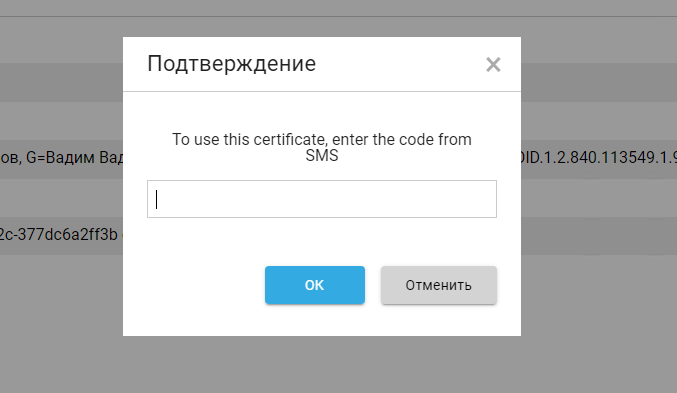 Подтверждение
ов, G=Вадим Вад
To use this certificate, enter the code from
SMS
OID.1.2.840.113549.1.9
2c-377dc6a2ff3b
OK
Отменить